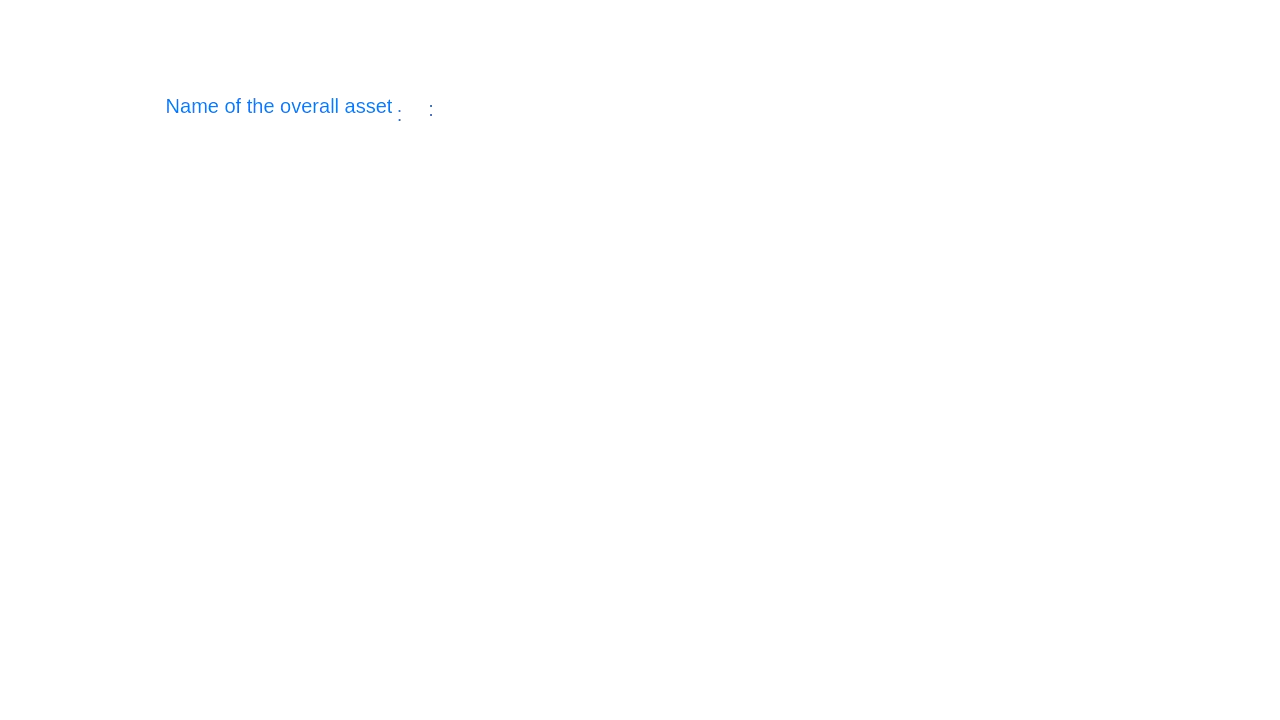 Name of the overall asset : :